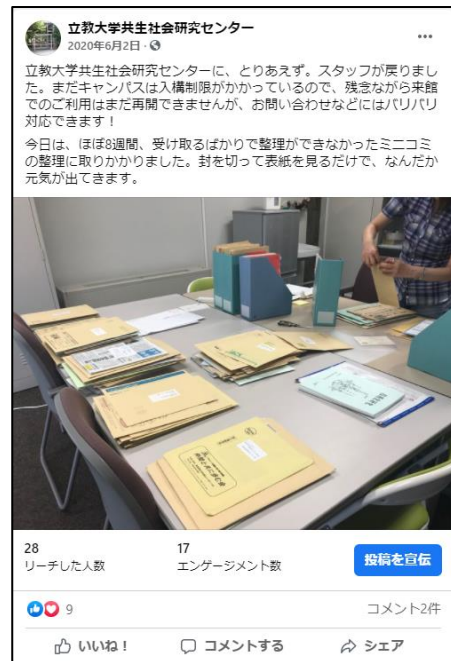 立教大学共生社会研究センター
2020年6月2日
立教大学共生社会研究センターに、とりあえず。スタッフが戻りまし
た。まだキャンパスは入構制限がかかっているので、残念ながら来館
でのご利用はまだ再開できませんが、お問い合わせなどにはバリバリ
対応できます！
今日は、ほぼ8週間、受け取るばかりで整理ができなかったミニコミ
の整理に取りかかりました。封を切って表紙を見るだけで、なんだか
元気が出てきます。
28
リーチした人数
17
エンゲージメント数
投稿を宣伝
9
コメント2件
いいね！
コメントする
シェア